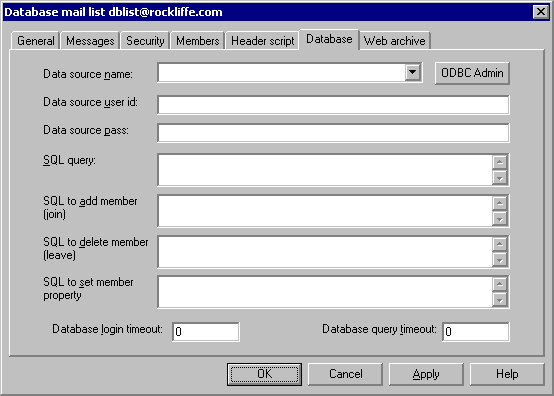 Database mail list dblist@rockliffe.com
General Messages Security Members Header script Database Web archive
Data source name: ODBC Admin
Data source user id:
Data source pass:
SQL query:
SQL to add member
(join)
SQL to delete member
(leave)
SQL to set member
property
Database login timeout: 0 Database query timeout: 0
OK Cancel Apply Help